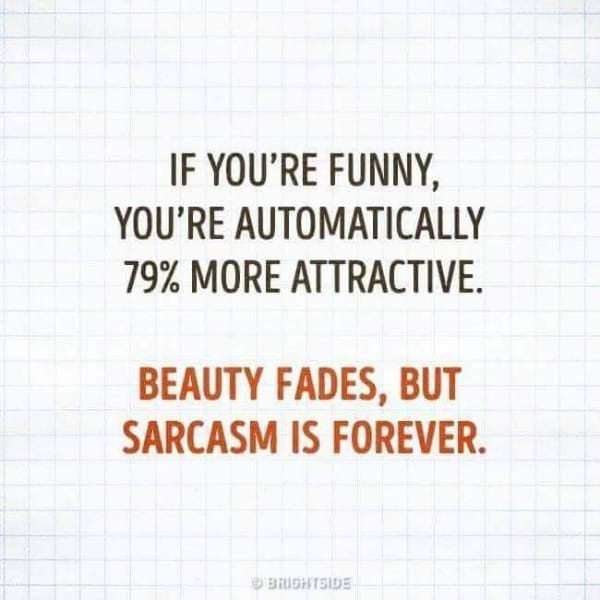 IF YOU'RE FUNNY,
YOU'RE AUTOMATICALLY
79% MORE ATTRACTIVE.
BEAUTY FADES, BUT
SARCASM IS FOREVER.
© BRIGHTSIDE